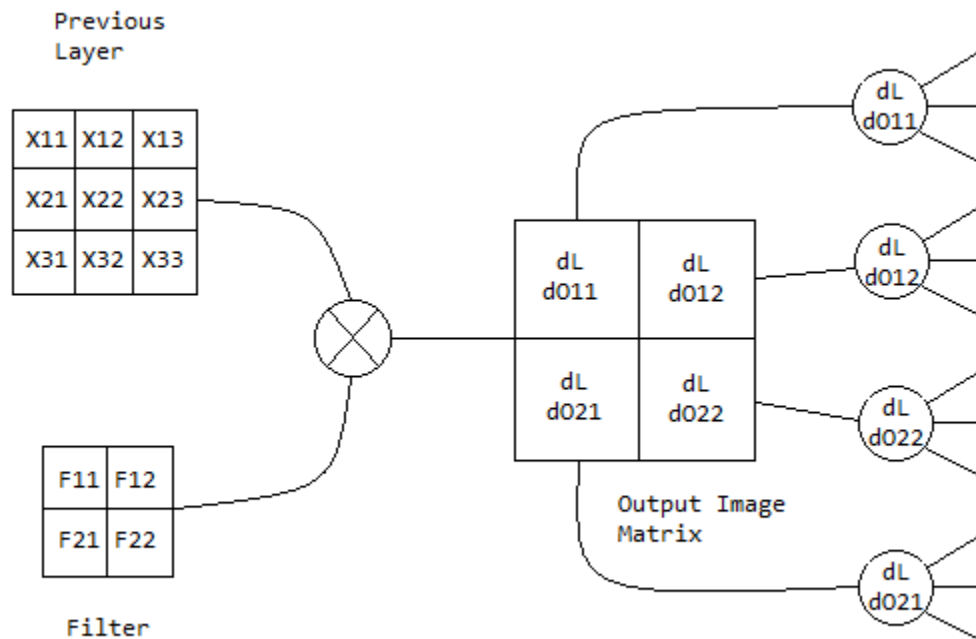 Previous
Layer
X11 X12 X13
X21 X22 X23
X31 X32 X33
F11 F12
F21 F22
Filter
dL
dO11
dL
dO12
dL
dO21
dL
dO22
Output Image
Matrix
dL
dO11
dL
dO12
dL
dO22
dL
dO21